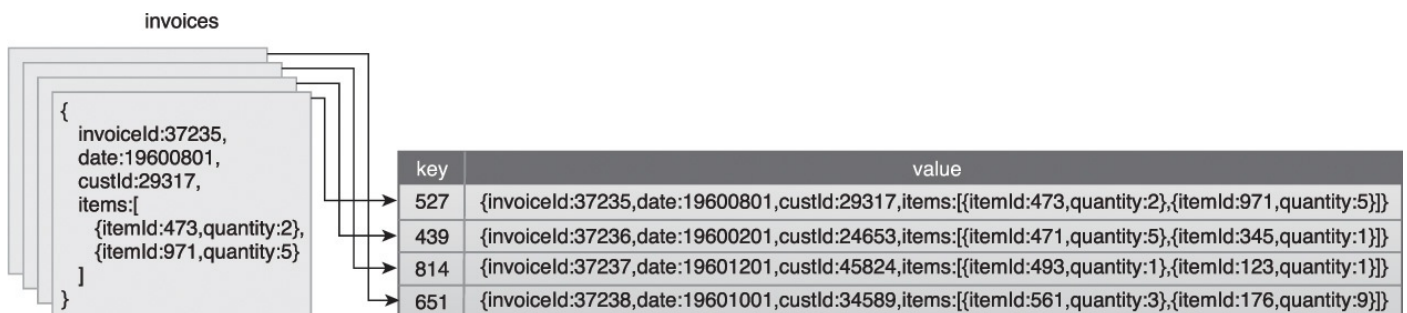 invoices
{
invoiceId:37235,
date:19600801,
custId:29317,
items:[
{itemId:473,quantity:2},
{itemId:971,quantity:5}
]
}
key value
527 {invoiceId:37235,date:19600801,custId:29317,items:[{itemId:473,quantity:2},{itemId:971,quantity:5}]}
439 {invoiceId:37236,date:19600201,custId:24653,items:[{itemId:471,quantity:5},{itemId:345,quantity:1}]}
814 {invoiceId:37237,date:19601201,custId:45824,items:[{itemId:493,quantity:1},{itemId:123,quantity:1}]}
651 {invoiceId:37238,date:19601001,custId:34589,items:[{itemId:561,quantity:3},{itemId:176,quantity:9}]}